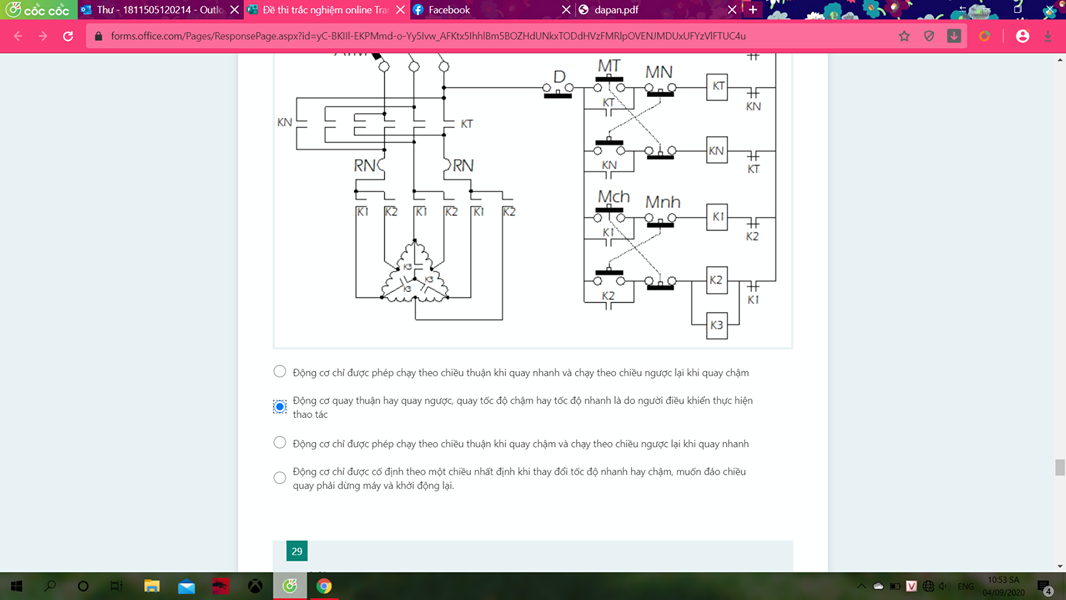 cốc cốc
Thư - 1811505120214 - Outlo
Đề thi trắc nghiệm online Tra
Facebook
dapan.pdf
forms.office.com/Pages/ResponsePage.aspx?id=yC-BKIIl-EKPMmd-o-Yy5Ivw_AFKtx5IhhlBm5BOZHdUNkxTODdHVzFMRlpOVENJMDUxUFYzVlFTUC4u
D MT MN KT KN
KT
KN KT
KN KN KT
RN RN
Mch Mnh K1 K2
K1 K2 K1 K2 K1 K2
K1
K3 K3
K3
K2 K2 K1
K3
Động cơ chỉ được phép chạy theo chiều thuận khi quay nhanh và chạy theo chiều ngược lại khi quay chậm
Động cơ quay thuận hay quay ngược, quay tốc độ chậm hay tốc độ nhanh là do người điều khiển thực hiện
thao tác
Động cơ chỉ được phép chạy theo chiều thuận khi quay chậm và chạy theo chiều ngược lại khi quay nhanh
Động cơ chỉ được cố định theo một chiều nhất định khi thay đổi tốc độ nhanh hay chậm, muốn đảo chiều
quay phải dừng máy và khởi động lại.
29
ENG
10:53 SA
04/09/2020
4